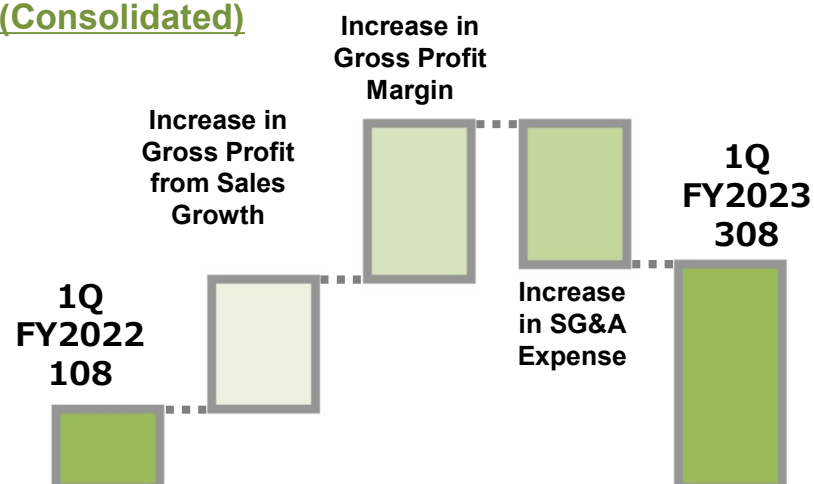 (Consolidated)
Increase in
Gross Profit
Margin
Increase in
Gross Profit
from Sales
Growth
1Q
FY2023
308
1Q
FY2022
108
Increase
in SG&A
Expense